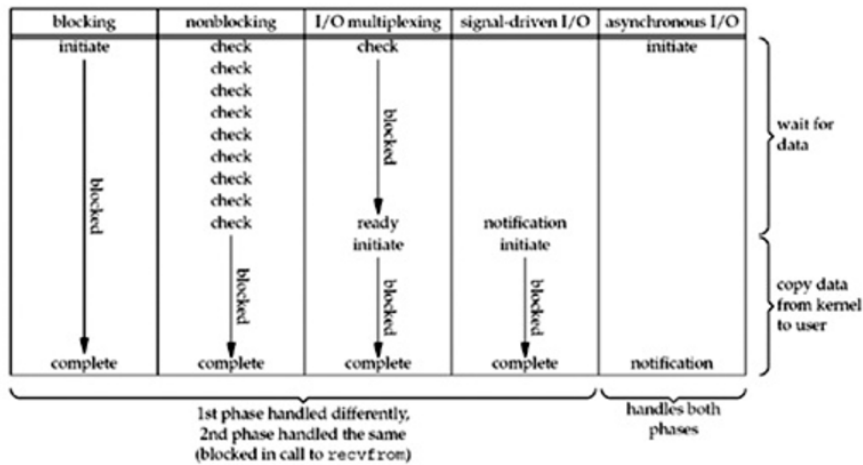 blocking nonblocking I/O multiplexing signal-driven I/O asynchronous I/O
initiate check check initiate
check
check
check
check
check
check
check
check ready notification
initiate initiate
blocked
blocked
blocked
blocked
blocked
complete complete complete complete notification
wait for
data
copy data
from kernel
to user
1st phase handled differently,
2nd phase handled the same
(blocked in call to recvfrom)
handles both
phases